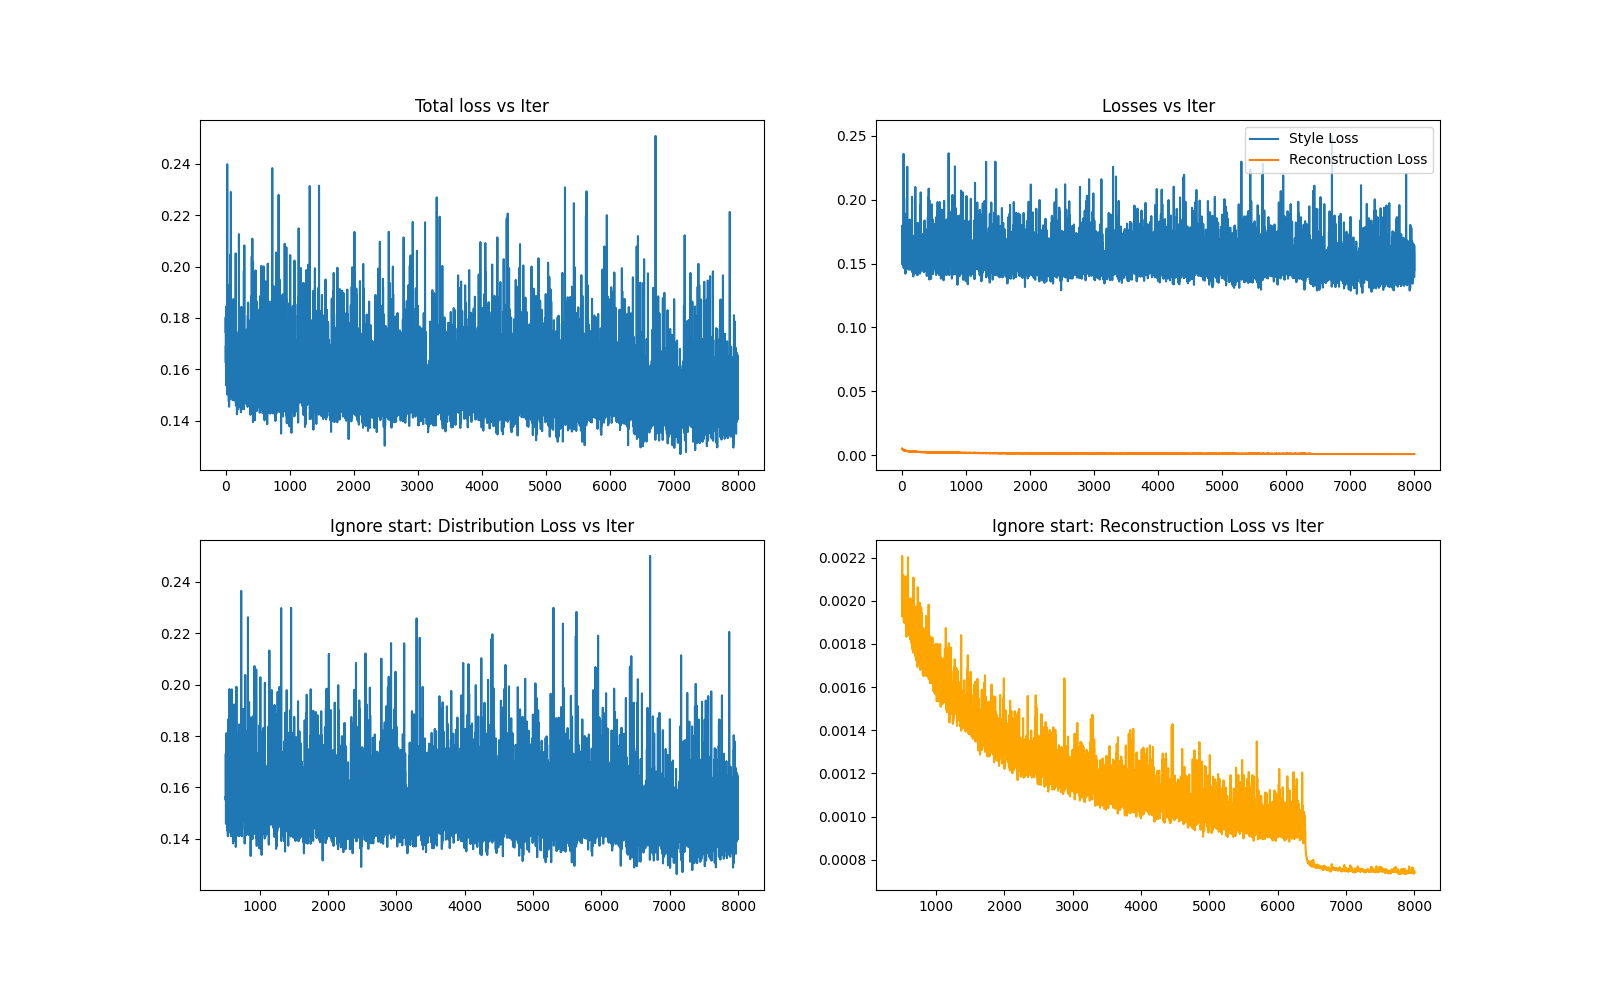 Total loss vs Iter
0.24
0.22
0.20
0.18
0.16
0.14
0 1000 2000 3000 4000 5000 6000 7000 8000
Losses vs Iter
Style Loss
Reconstruction Loss
0.25
0.20
0.15
0.10
0.05
0.00
0 1000 2000 3000 4000 5000 6000 7000 8000
Ignore start: Distribution Loss vs Iter
0.24
0.22
0.20
0.18
0.16
0.14
1000 2000 3000 4000 5000 6000 7000 8000
Ignore start: Reconstruction Loss vs Iter
0.0022
0.0020
0.0018
0.0016
0.0014
0.0012
0.0010
0.0008
1000 2000 3000 4000 5000 6000 7000 8000